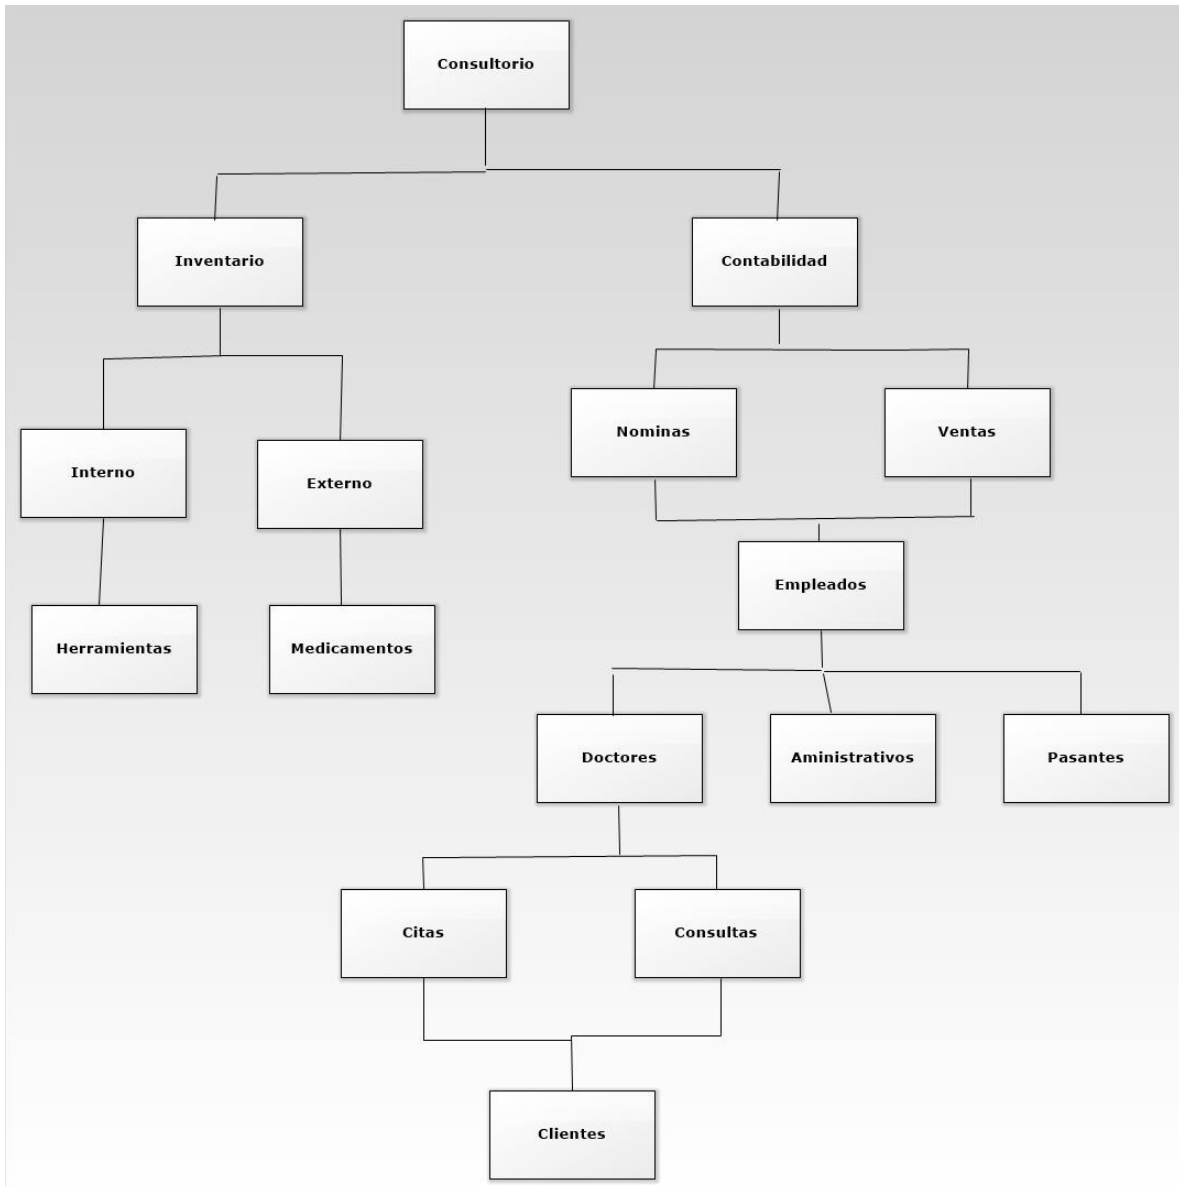 Consultorio
Inventario
Contabilidad
Nominas
Ventas
Interno
Externo
Empleados
Herramientas
Medicamentos
Doctores
Aministrativos
Pasantes
Citas
Consultas
Clientes